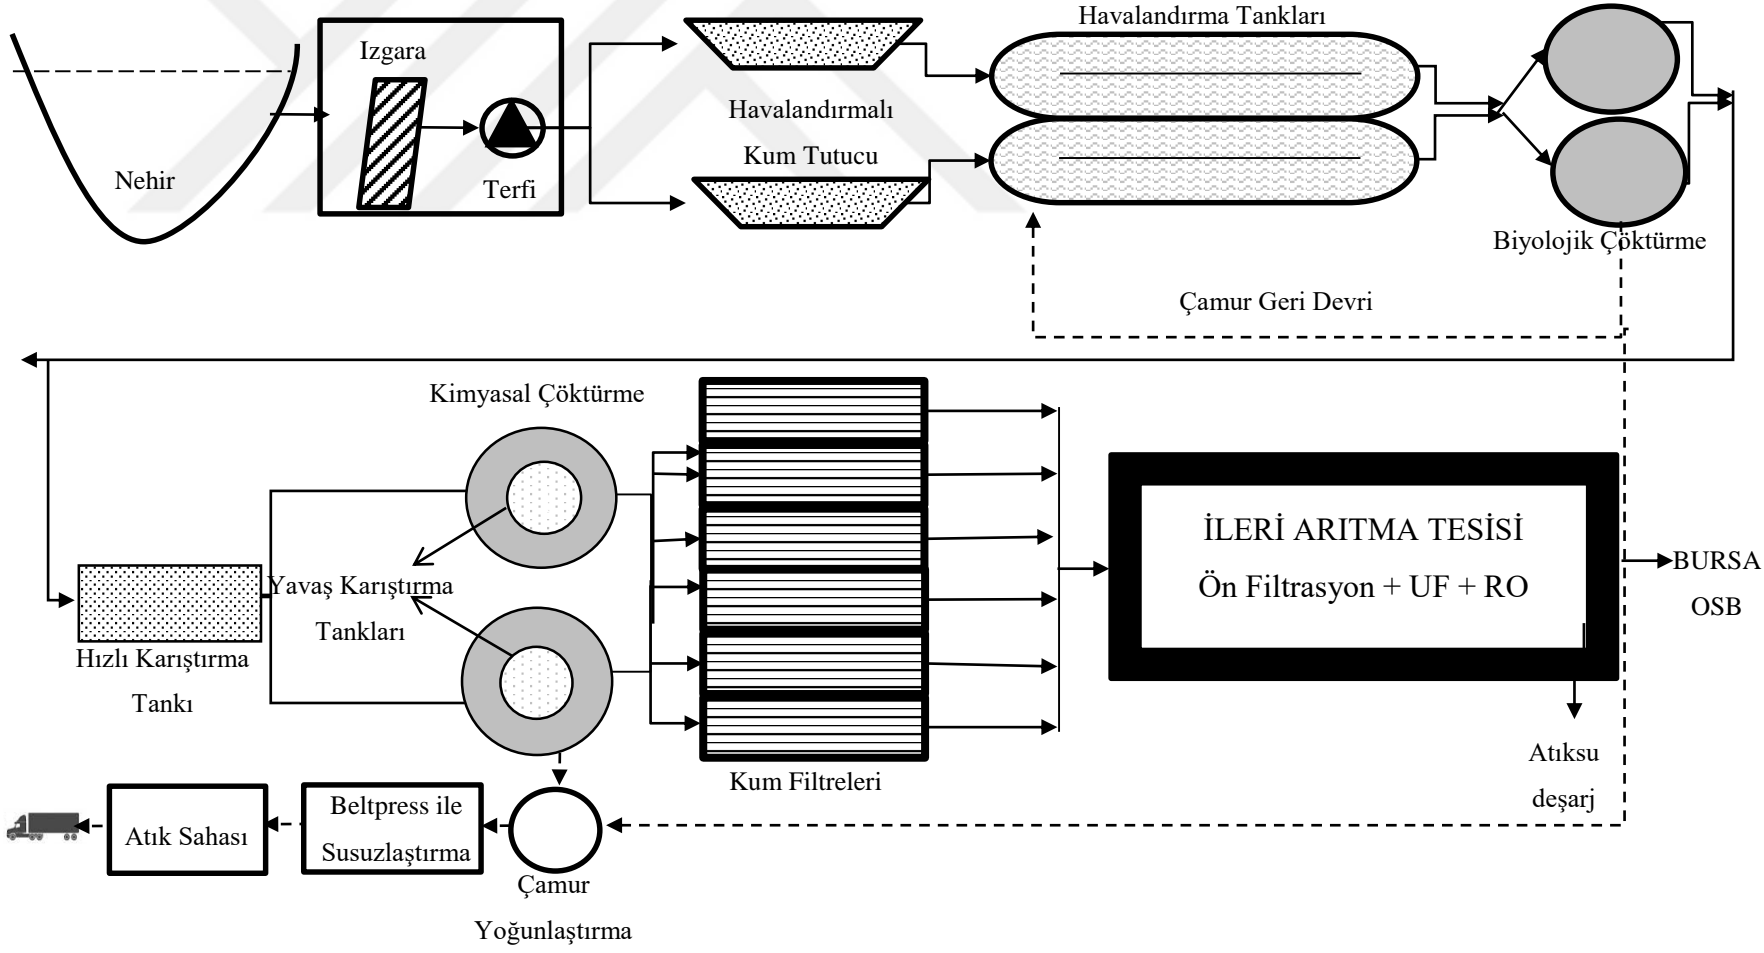 Havalandırma Tankları
Izgara
Havalandırmalı
Kum Tutucu
Nehir
Terfi
Biyolojik Çöktürme
Çamur Geri Devri
Kimyasal Çöktürme
İLERİ ARITMA TESİSİ
Ön Filtrasyon + UF + RO
BURSA
OSB
Yavaş Karıştırma
Tankları
Hızlı Karıştırma
Tankı
Kum Filtreleri
Atıksu
deşarj
Beltpress ile
Susuzlaştırma
Atık Sahası
Çamur
Yoğunlaştırma